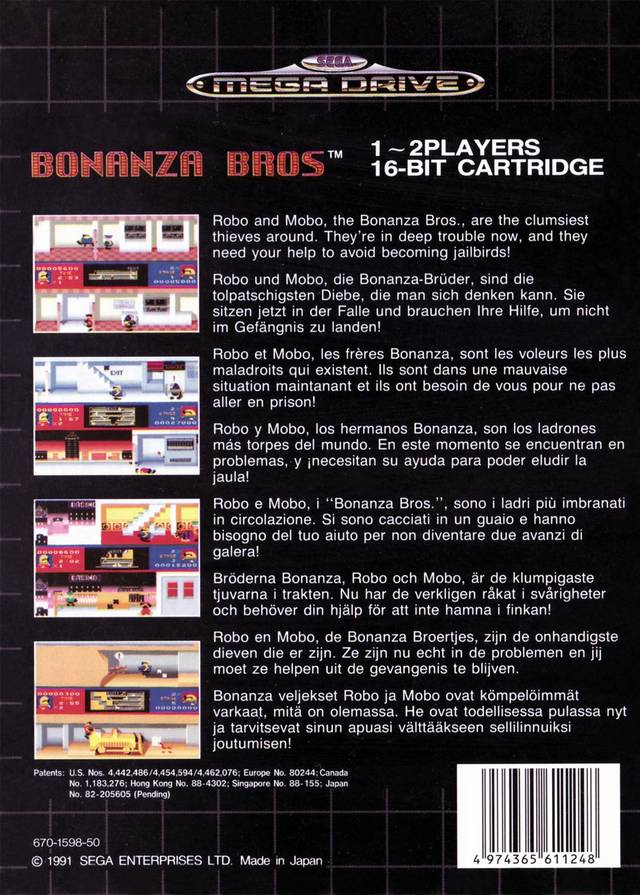 SEGA
MEGA DRIVE
BONANZA BROS™
1~2PLAYERS
16-BIT CARTRIDGE
Robo and Mobo, the Bonanza Bros., are the clumsiest
thieves around. They're in deep trouble now, and they
need your help to avoid becoming jailbirds!
Robo und Mobo, die Bonanza-Brüder, sind die
tolpatschigsten Diebe, die man sich denken kann. Sie
sitzen jetzt in der Falle und brauchen Ihre Hilfe, um nicht
im Gefängnis zu landen!
Robo et Mobo, les frères Bonanza, sont les voleurs les plus
maladroits qui existent. Ils sont dans une mauvaise
situation maintanant et ils ont besoin de vous pour ne pas
aller en prison!
Robo y Mobo, los hermanos Bonanza, son los ladrones
más torpes del mundo. En este momento se encuentran en
problemas, y ¡necesitan su ayuda para poder eludir la
jaula!
Robo e Mobo, i "Bonanza Bros.", sono i ladri più imbranati
in circolazione. Si sono cacciati in un guaio e hanno
bisogno del tuo aiuto per non diventare due avanzi di
galera!
Bröderna Bonanza, Robo och Mobo, är de klumpigaste
tjuvarna i trakten. Nu har de verkligen råkat i svårigheter
och behöver din hjälp för att inte hamna i finkan!
Robo en Mobo, de Bonanza Broertjes, zijn de onhandigste
dieven die er zijn. Ze zijn nu echt in de problemen en jij
moet ze helpen uit de gevangenis te blijven.
Bonanza veljekset Robo ja Mobo ovat kömpelöimmät
varkaat, mitä on olemassa. He ovat todellisessa pulassa nyt
ja tarvitsevat sinun apuasi välttääkseen sellilinnuiksi
joutumisen!
EXIT
Patents: U.S. Nos. 4,442,486/4,454,594/4,462,076; Europe No. 80244; Canada
No. 1,183,276; Hong Kong No. 88-4302; Singapore No. 88-155; Japan
No. 82-205605 (Pending)
670-1598-50
© 1991 SEGA ENTERPRISES LTD. Made in Japan
4 974365 611248